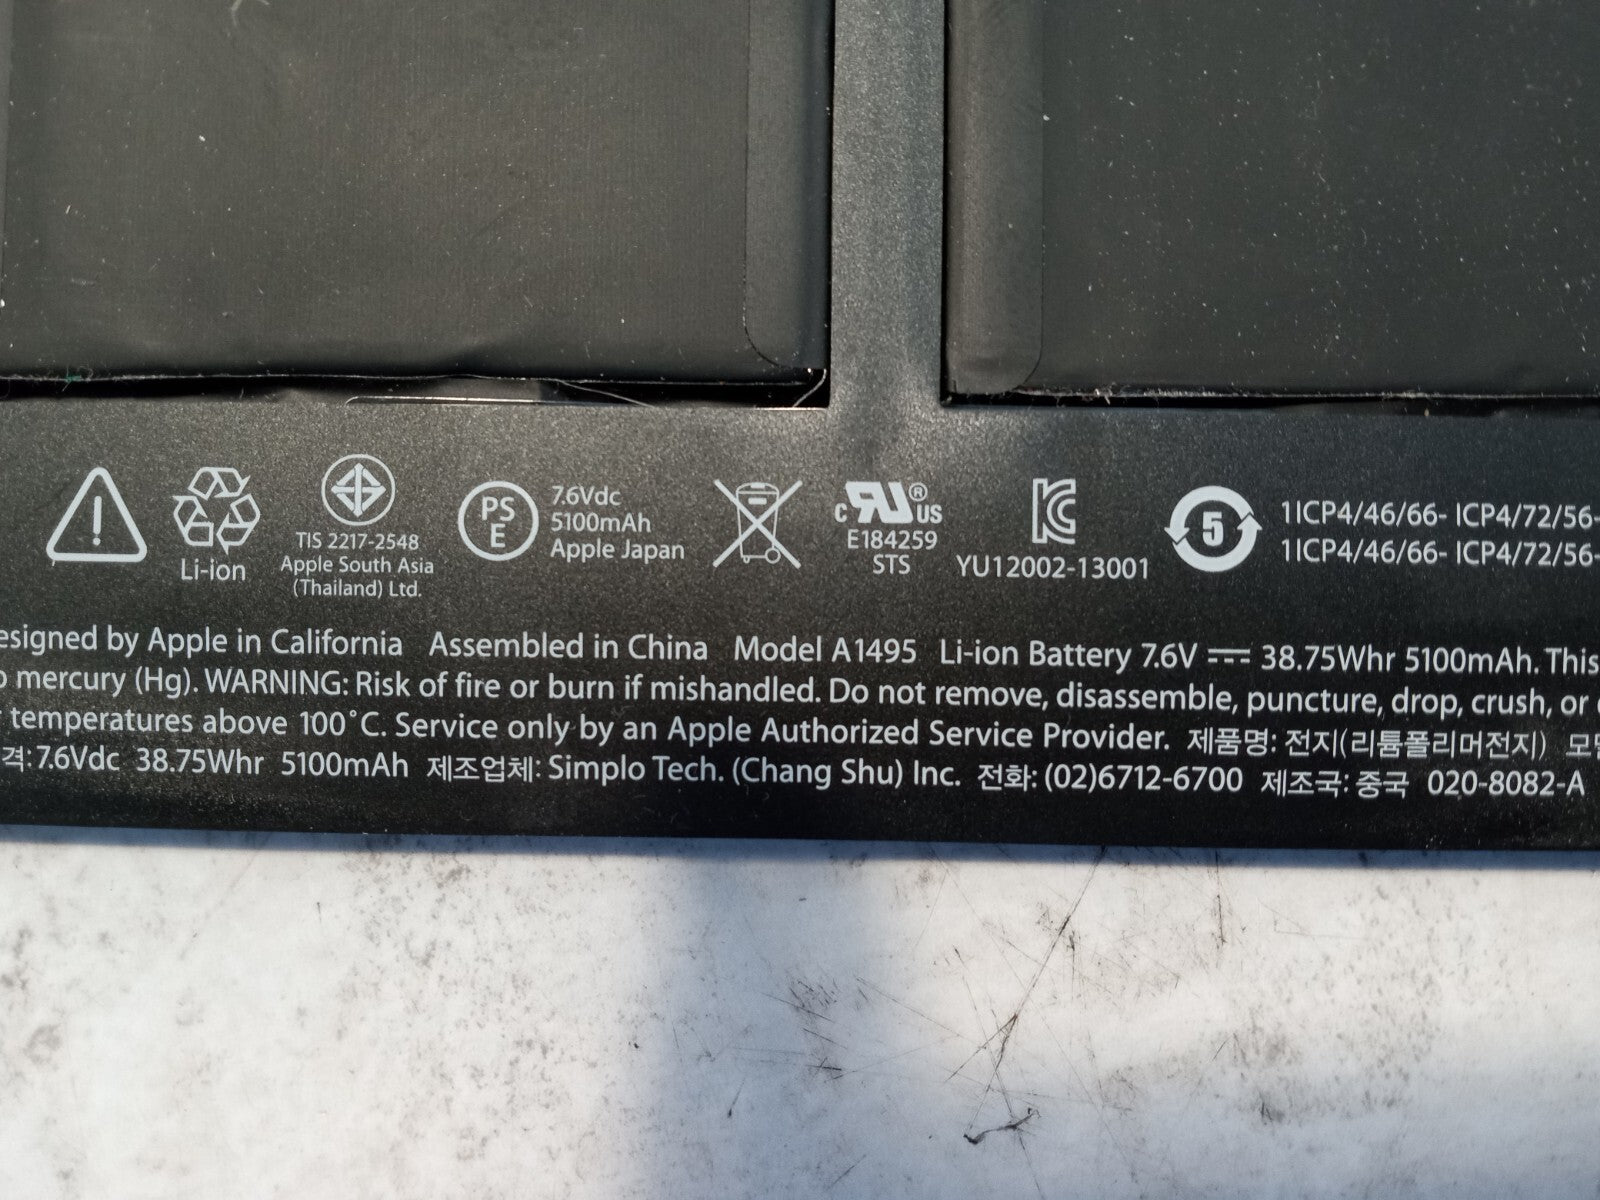 Li-ion
TIS 2217-2548
Apple South Asia
(Thailand) Ltd.
PS
E
7.6Vdc
5100mAh
Apple Japan
c RU ® US
E184259
STS
YU12002-13001
5
1ICP4/46/66- ICP4/72/56-
1ICP4/46/66- ICP4/72/56-
esigned by Apple in California Assembled in China Model A1495 Li-ion Battery 7.6V ⎓ 38.75Whr 5100mAh. This
o mercury (Hg). WARNING: Risk of fire or burn if mishandled. Do not remove, disassemble, puncture, drop, crush, or
temperatures above 100°C. Service only by an Apple Authorized Service Provider. 제품명: 전지(리튬폴리머전지)
격: 7.6Vdc 38.75Whr 5100mAh 제조업체: Simplo Tech. (Chang Shu) Inc. 전화: (02)6712-6700 제조국: 중국 020-8082-A